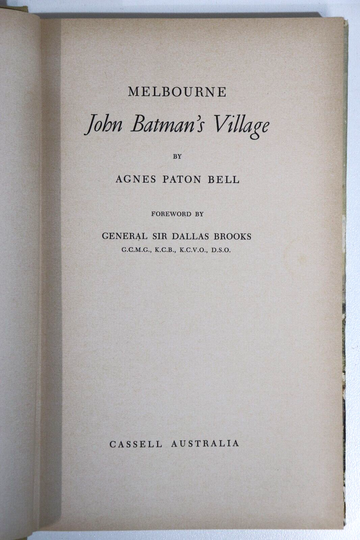 MELBOURNE
John Batman's Village
BY
AGNES PATON BELL
FOREWORD BY
GENERAL SIR DALLAS BROOKS
G.C.M.G., K.C.B., K.C.V.O., D.S.O.
CASSELL AUSTRALIA